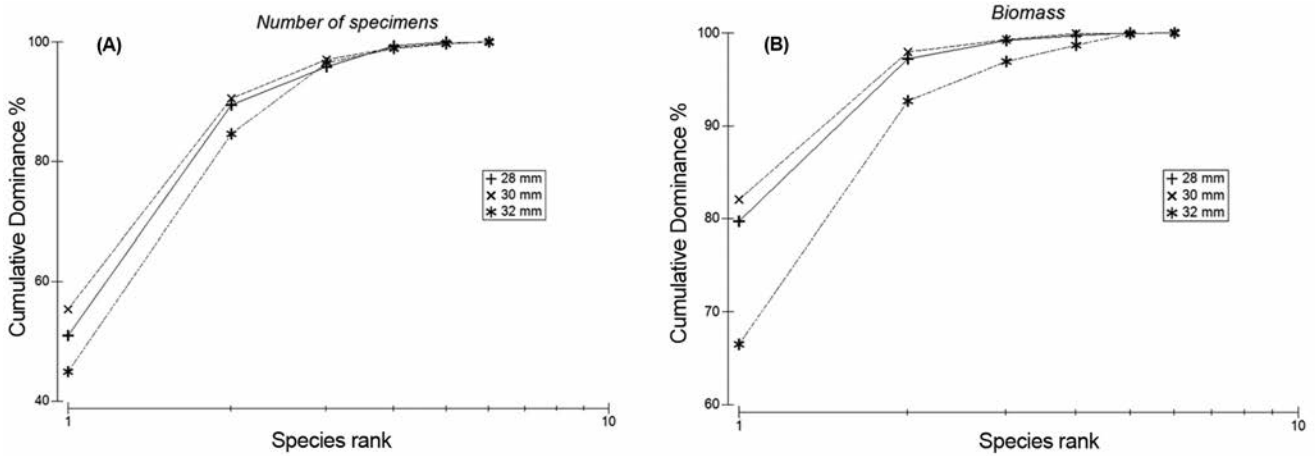 Number of specimens
(A)
100
80
60
40
Cumulative Dominance %
28 mm
30 mm
32 mm
1
10
Species rank
Biomass
(B)
100
90
80
70
60
Cumulative Dominance %
28 mm
30 mm
32 mm
1
10
Species rank